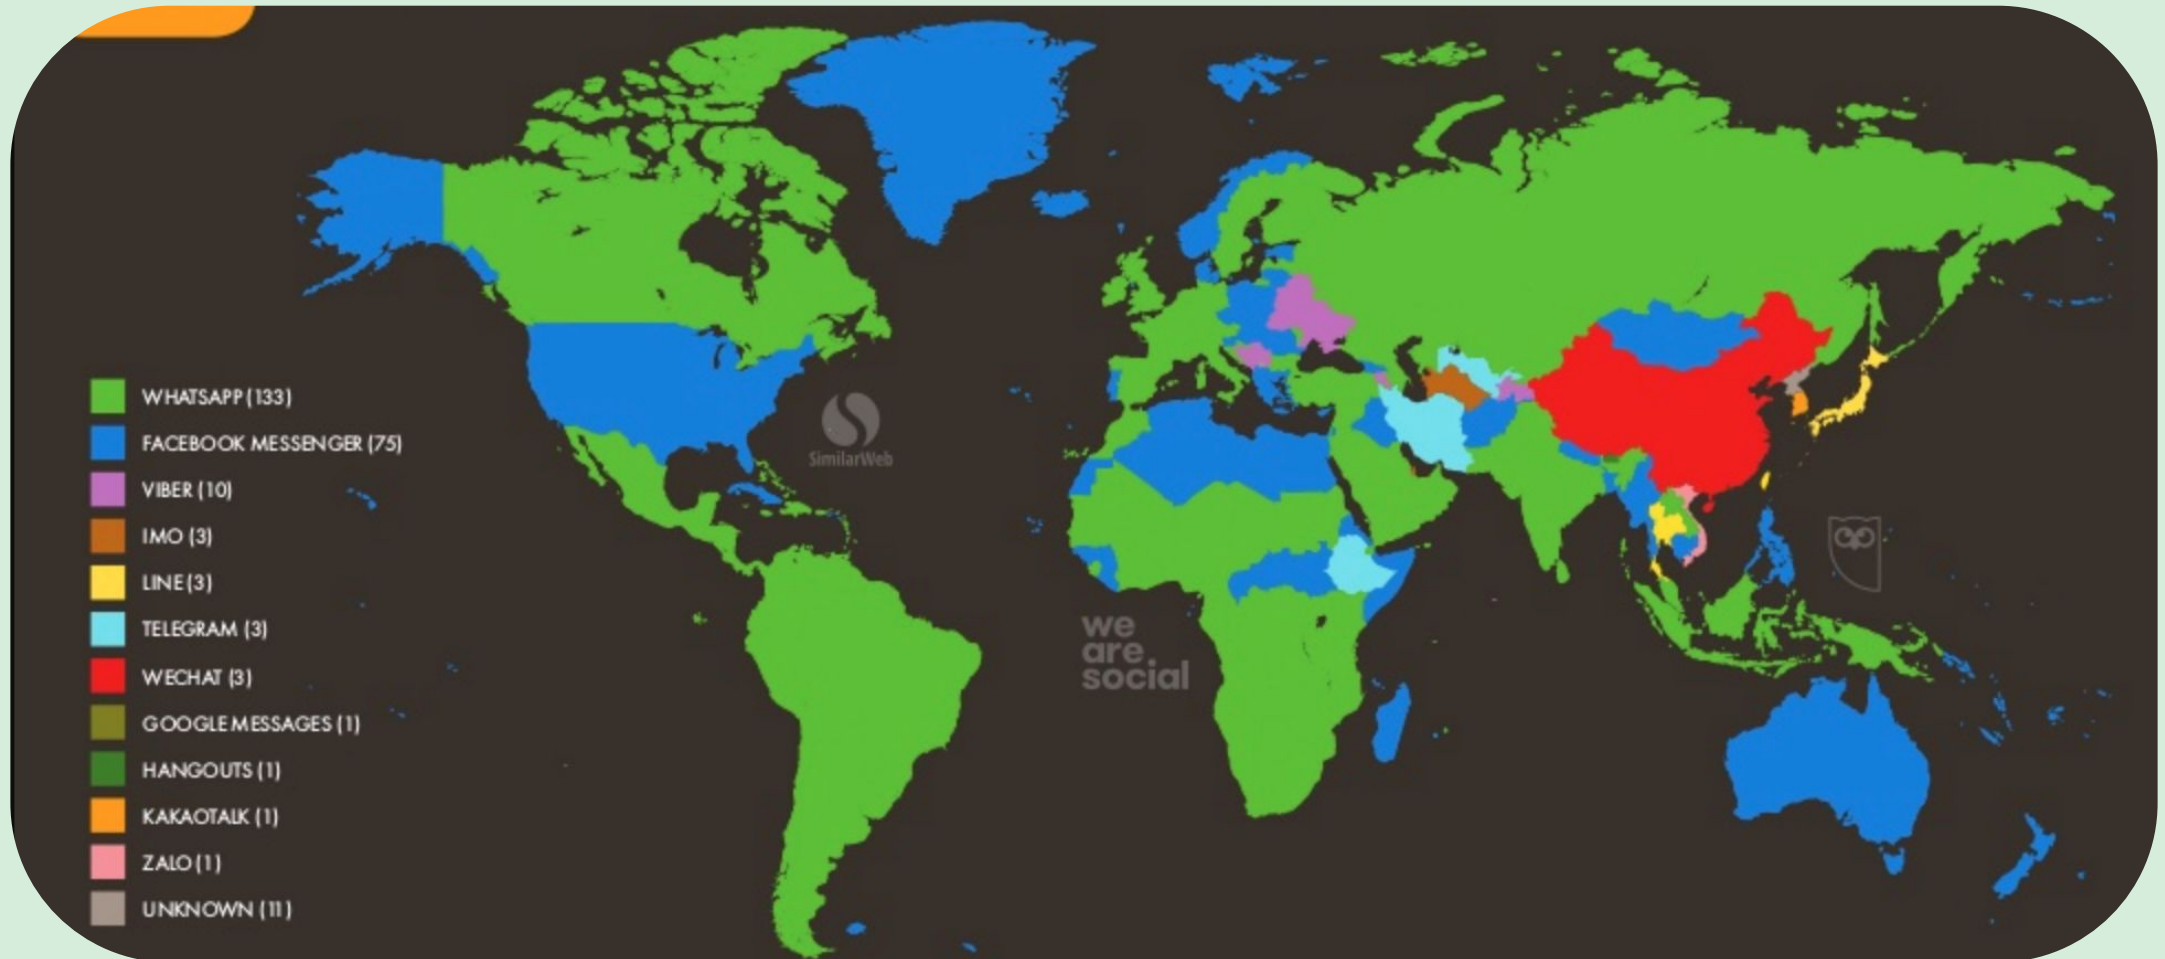 WHATSAPP (133)
FACEBOOK MESSENGER (75)
VIBER (10)
IMO (3)
LINE (3)
TELEGRAM (3)
WECHAT (3)
GOOGLE MESSAGES (1)
HANGOUTS (1)
KAKAOTALK (1)
ZALO (1)
UNKNOWN (11)
SimilarWeb
we
are
social